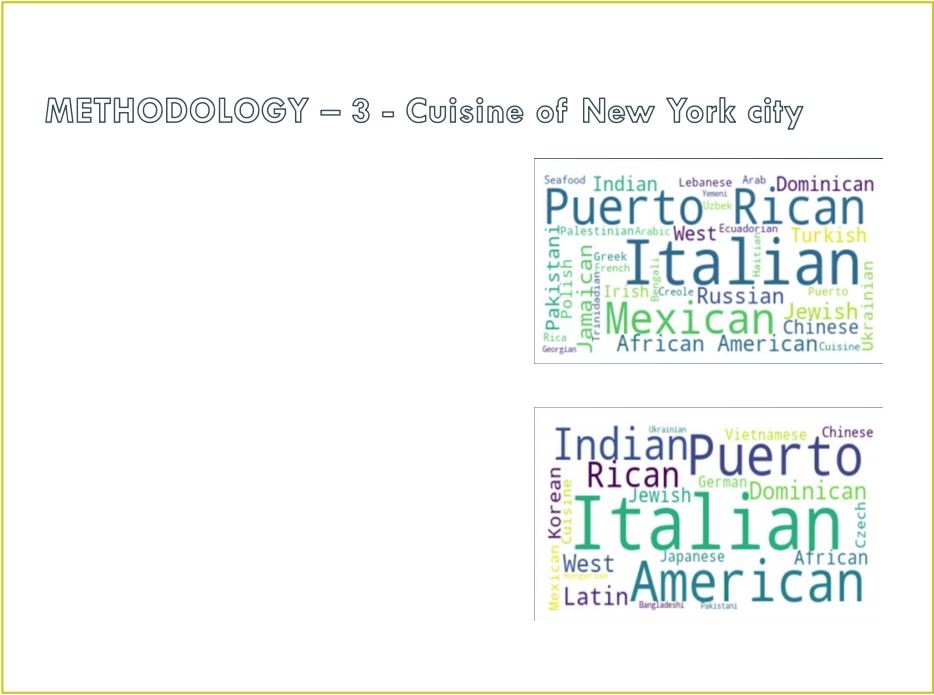 METHODOLOGY – 3 - Cuisine of New York city
Seafood Indian Lebanese Arab Dominican
Yemeni
Puerto Rican
Uzbek
Palestinian Arabic West Ecuadorian Turkish
Pakistani
Polish
Jamaican
Trinidadian
Greek
French
Italian
Bengali
Haitian
Ukrainian
Irish Creole Russian Puerto
Mexican Jewish
Chinese
Rica
Georgian
African American Cuisine
Ukrainian Vietnamese Chinese
Indian Puerto
Rican
German
Jewish Dominican
Korean
Cuisine
Italian
Czech
Japanese African
West
Hungarian
Mexican
American
Latin
Bangladeshi Pakistani